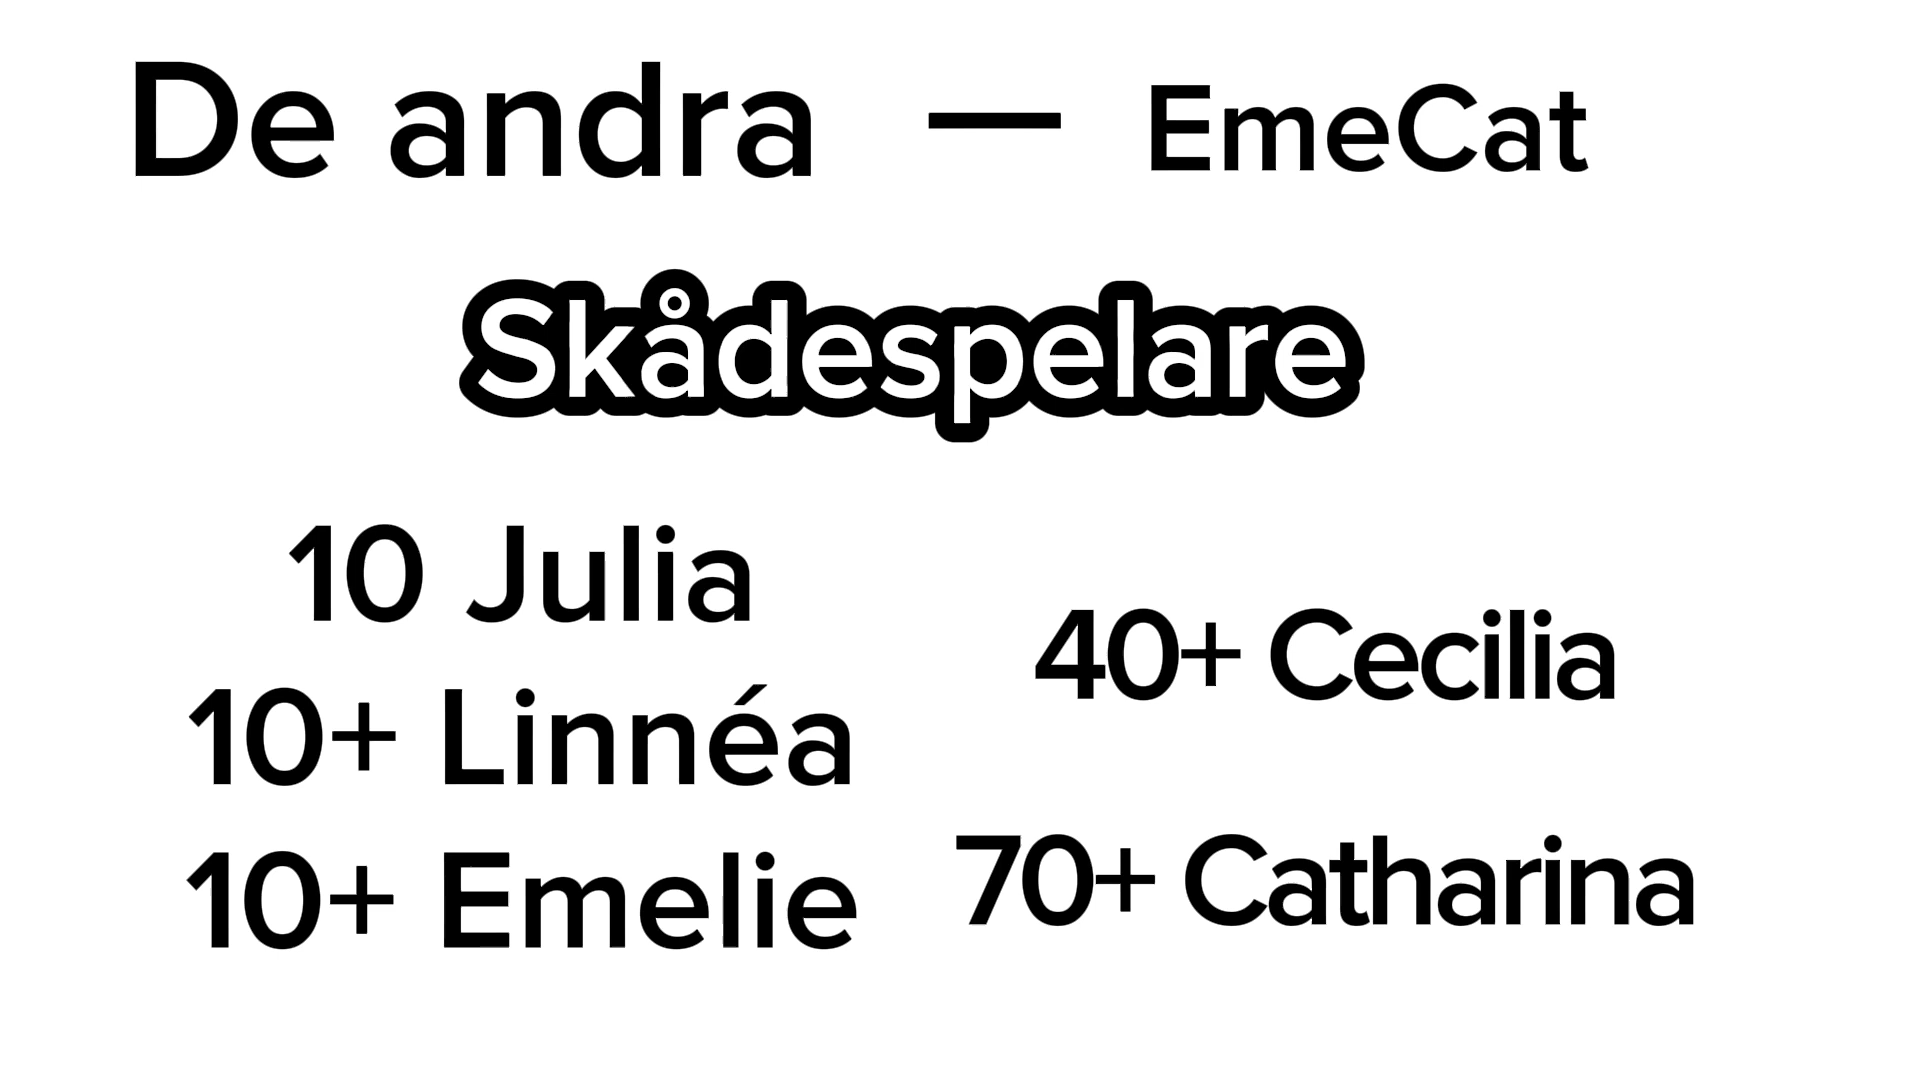 De andra — EmeCat
Skådespelare
10 Julia
10+ Linnéa
10+ Emelie
40+ Cecilia
70+ Catharina